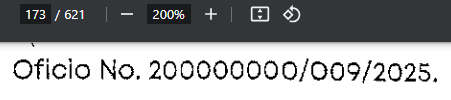 173 / 621 — 200% +
Oficio No. 200000000/009/2025.